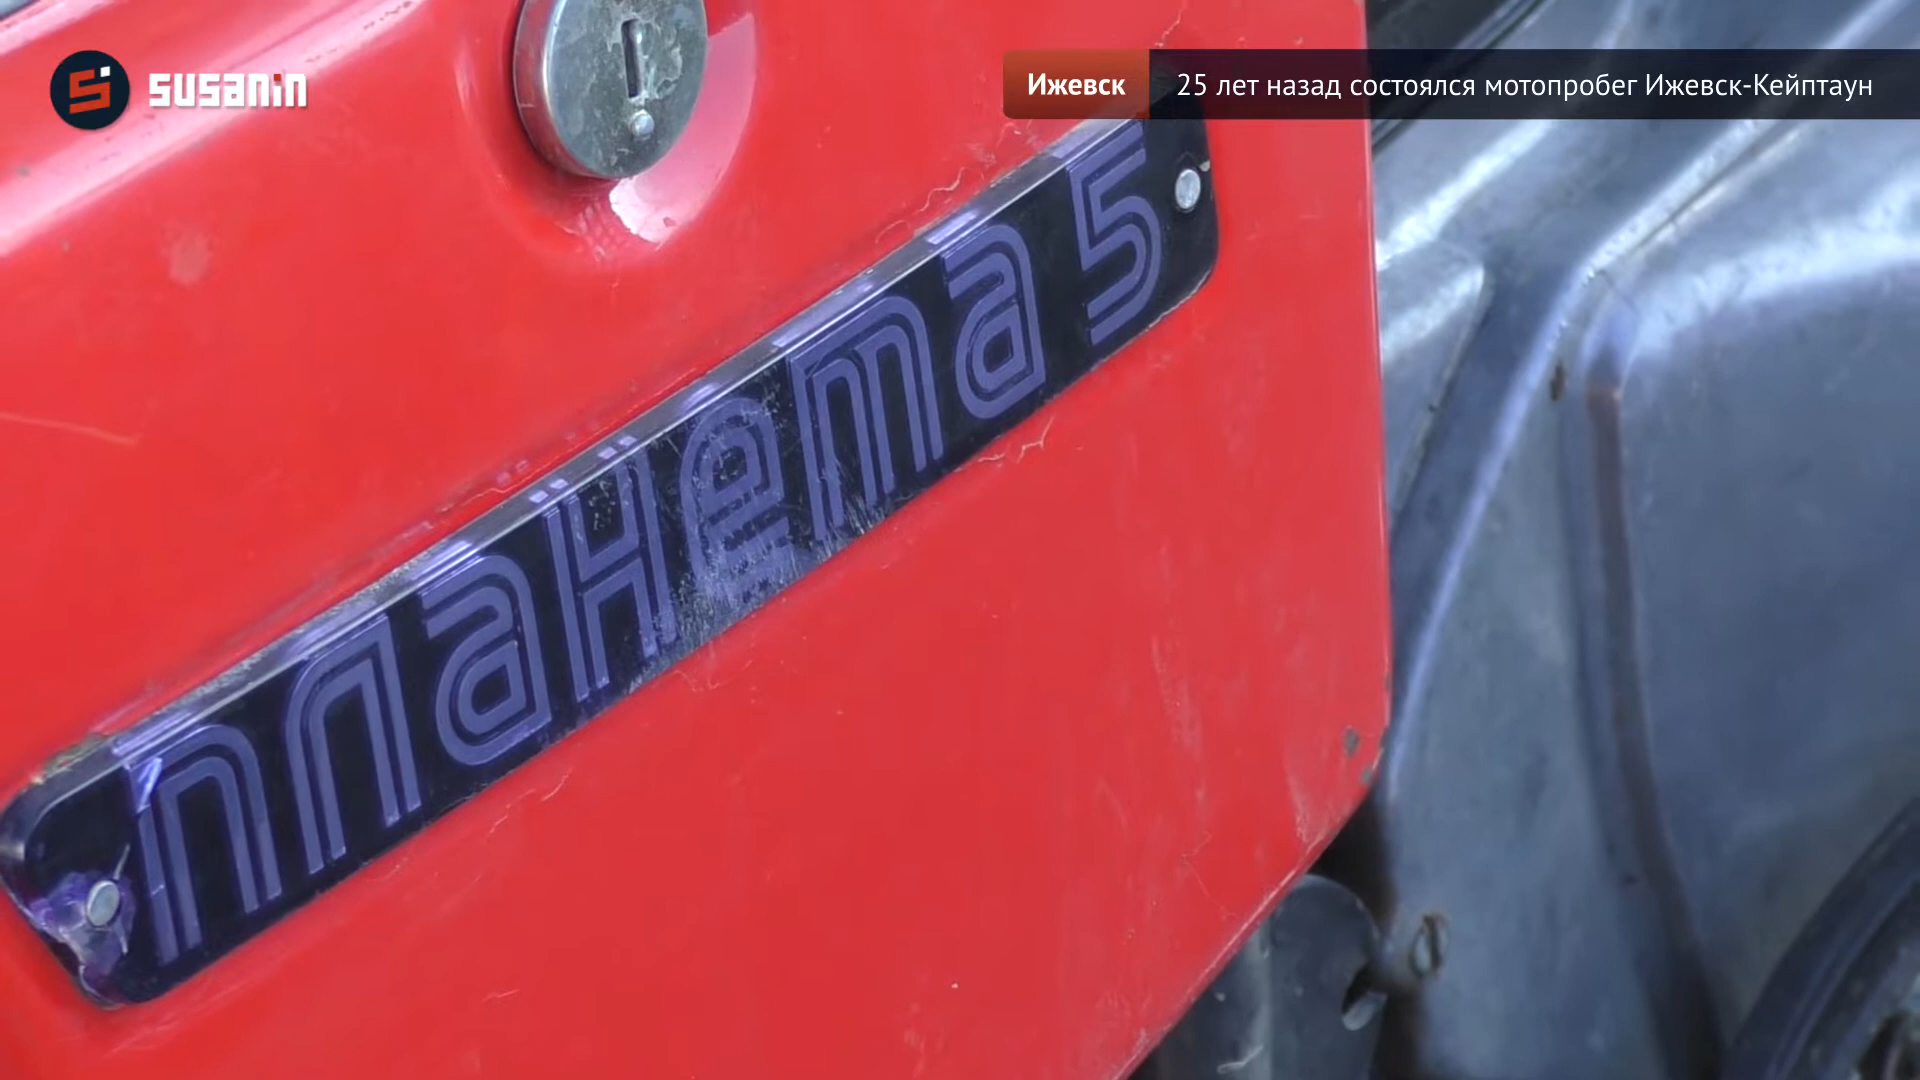 susanin
Ижевск
25 лет назад состоялся мотопробег Ижевск-Кейптаун
планета 5